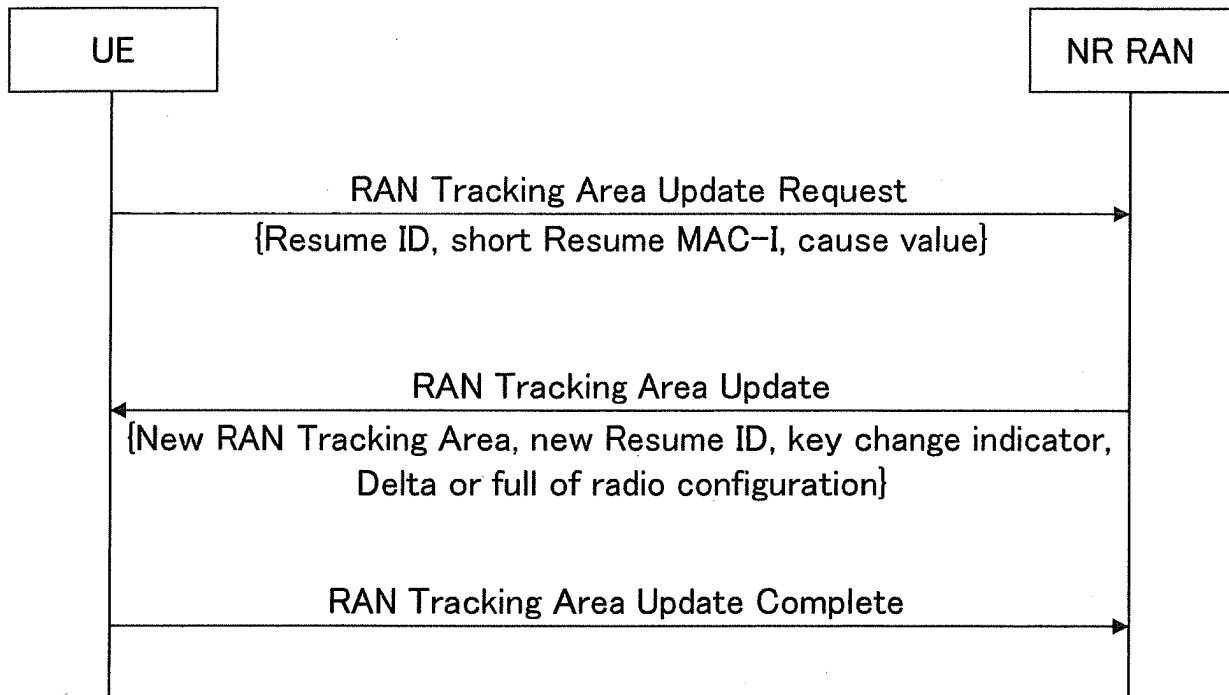 UE
NR RAN
RAN Tracking Area Update Request
{Resume ID, short Resume MAC-I, cause value}
RAN Tracking Area Update
{New RAN Tracking Area, new Resume ID, key change indicator,
Delta or full of radio configuration}
RAN Tracking Area Update Complete